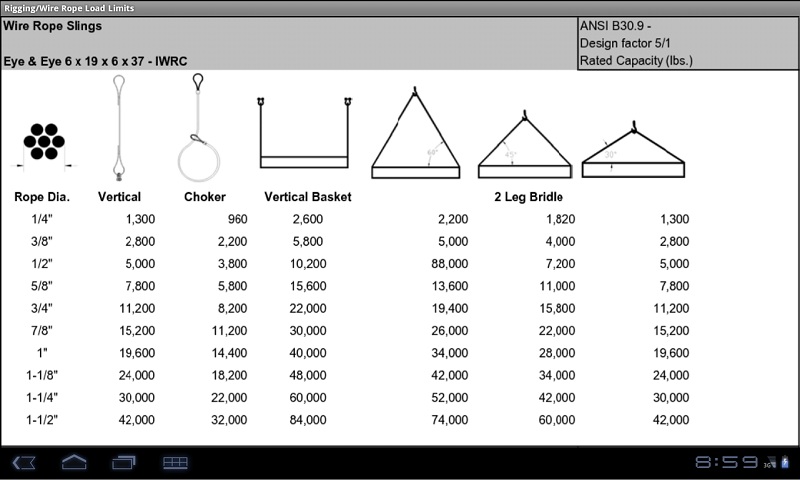 Rigging/Wire Rope Load Limits
Wire Rope Slings
ANSI B30.9 -
Design factor 5/1
Eye & Eye 6 x 19 x 6 x 37 - IWRC
Rated Capacity (lbs.)
45°
30°
Rope Dia. Vertical Choker Vertical Basket 2 Leg Bridle
1/4" 1,300 960 2,600 2,200 1,820 1,300
3/8" 2,800 2,200 5,800 5,000 4,000 2,800
1/2" 5,000 3,800 10,200 88,000 7,200 5,000
5/8" 7,800 5,800 15,600 13,600 11,000 7,800
3/4" 11,200 8,200 22,000 19,400 15,800 11,200
7/8" 15,200 11,200 30,000 26,000 22,000 15,200
1" 19,600 14,400 40,000 34,000 28,000 19,600
1-1/8" 24,000 18,200 48,000 42,000 34,000 24,000
1-1/4" 30,000 22,000 60,000 52,000 42,000 30,000
1-1/2" 42,000 32,000 84,000 74,000 60,000 42,000
8:59 3G